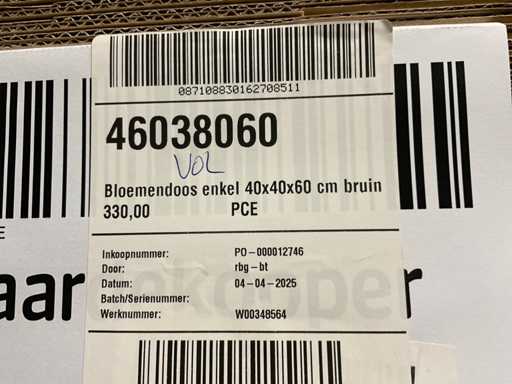 087108830162708511
46038060
VOL
Bloemendoos enkel 40x40x60 cm bruin
330,00 PCE
Inkoopnummer: PO-000012746
Door: rbg-bt
Datum: 04-04-2025
Batch/Serienummer:
Werknummer: W00348564